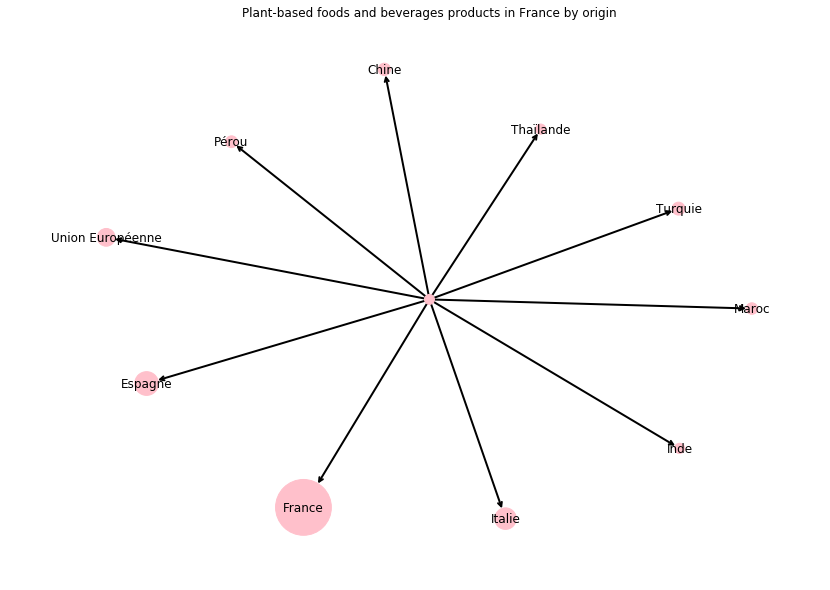 Plant-based foods and beverages products in France by origin
Chine
Thaïlande
Pérou
Turquie
Union Européenne
Maroc
Espagne
Inde
France
Italie